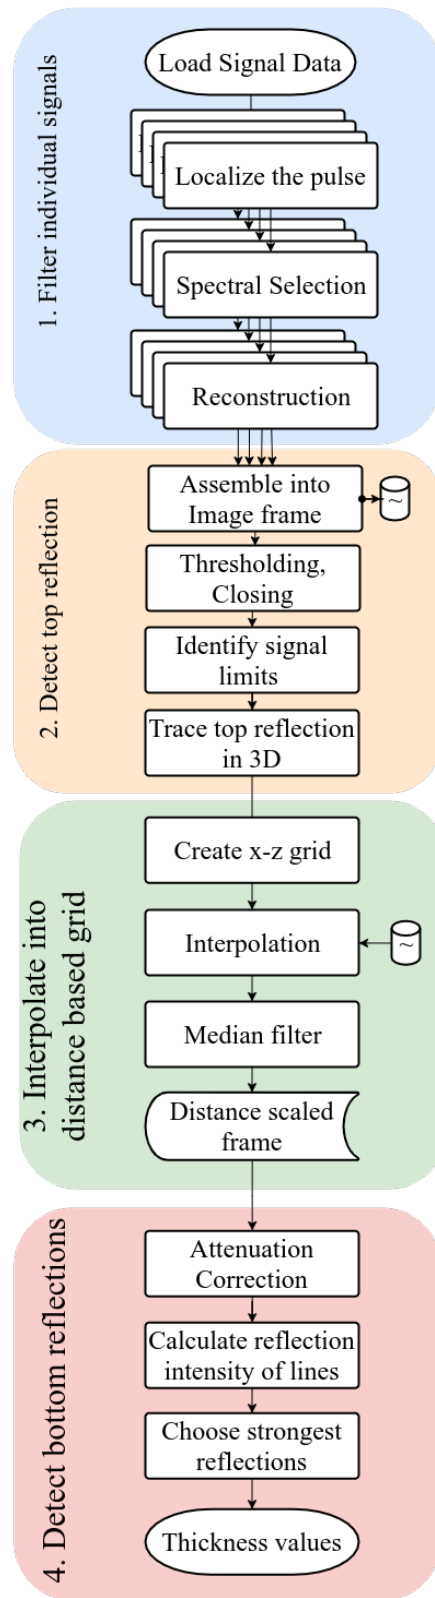 1. Filter individual signals
Load Signal Data
Localize the pulse
Spectral Selection
Reconstruction
2. Detect top reflection
Assemble into
Image frame
~
Thresholding,
Closing
Identify signal
limits
Trace top reflection
in 3D
3. Interpolate into
distance based grid
Create x-z grid
Interpolation
~
Median filter
Distance scaled
frame
4. Detect bottom reflections
Attenuation
Correction
Calculate reflection
intensity of lines
Choose strongest
reflections
Thickness values